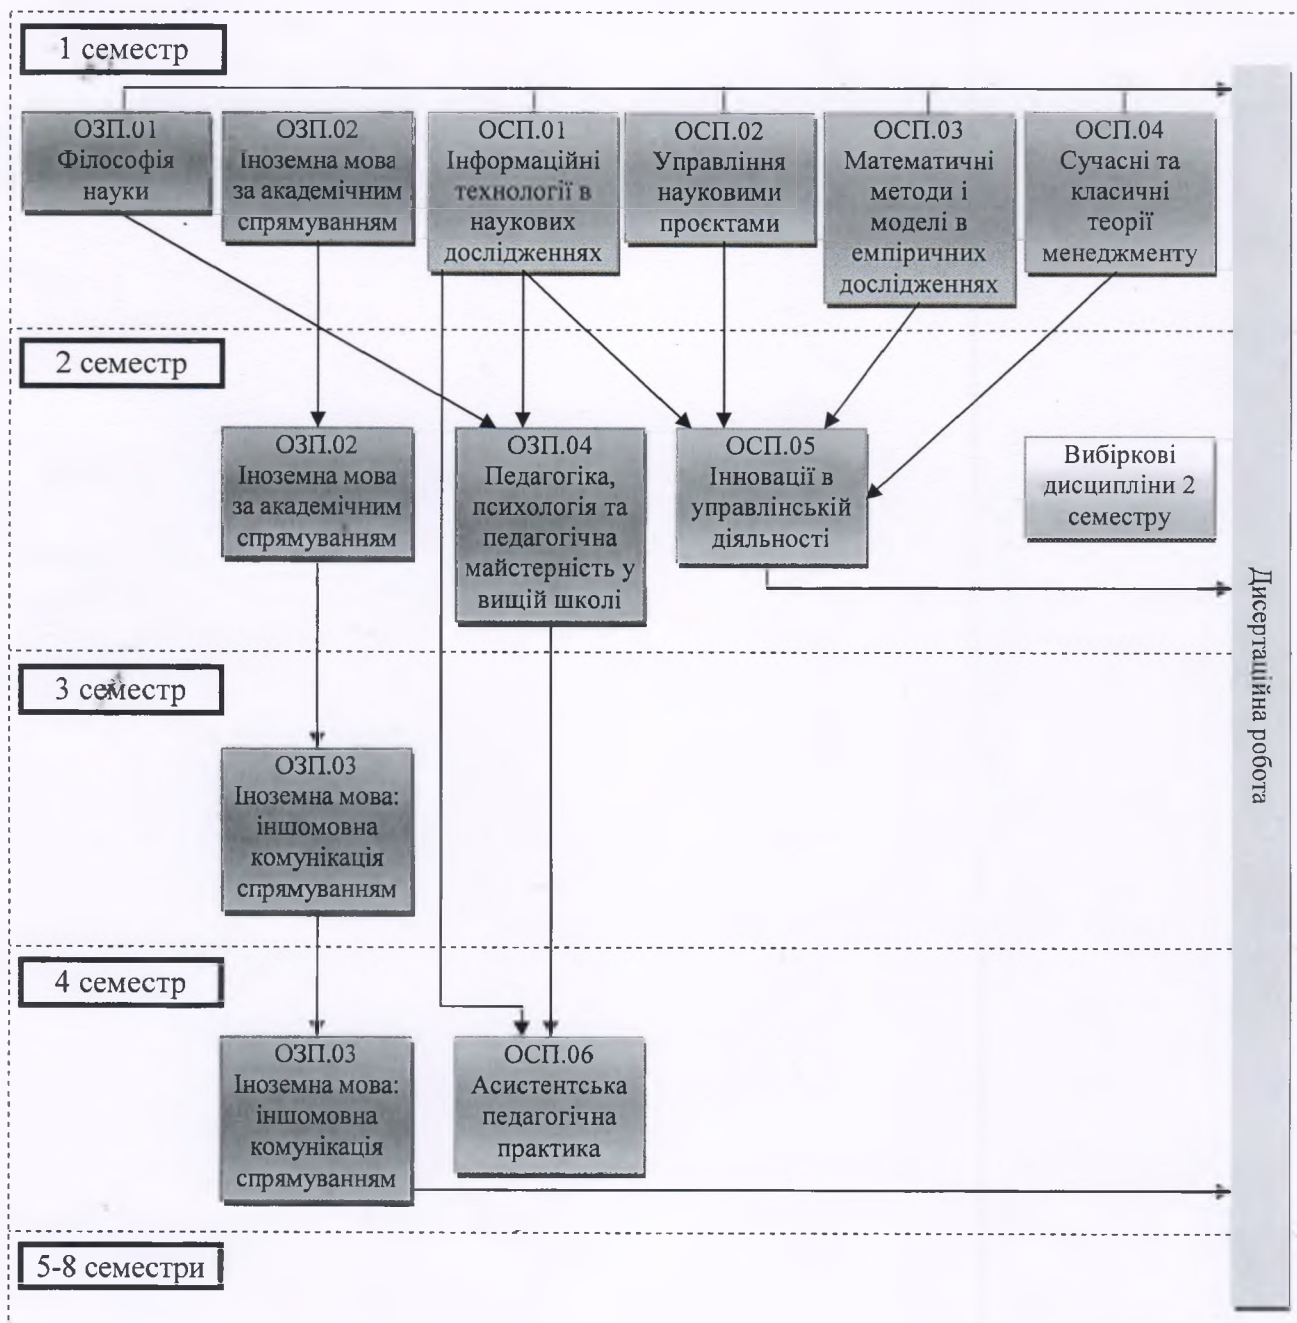 1 семестр
ОЗП.01
Філософія
науки
ОЗП.02
Іноземна мова
за академічним
спрямуванням
ОСП.01
Інформаційні
технології в
наукових
дослідженнях
ОСП.02
Управління
науковими
проєктами
ОСП.03
Математичні
методи і
моделі в
емпіричних
дослідженнях
ОСП.04
Сучасні та
класичні
теорії
менеджменту
2 семестр
ОЗП.02
Іноземна мова
за академічним
спрямуванням
ОЗП.04
Педагогіка,
психологія та
педагогічна
майстерність у
вищій школі
ОСП.05
Інновації в
управлінській
діяльності
Вибіркові
дисципліни 2
семестру
Дисертаційна робота
3 семестр
ОЗП.03
Іноземна мова:
іншомовна
комунікація
спрямуванням
4 семестр
ОЗП.03
Іноземна мова:
іншомовна
комунікація
спрямуванням
ОСП.06
Асистентська
педагогічна
практика
5-8 семестри